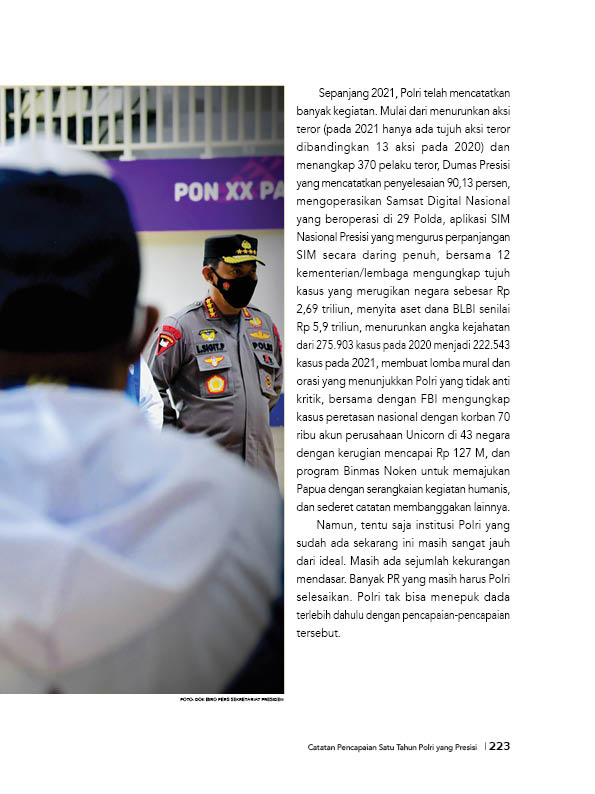 PON XX PA
L.SIGIT.P
POLRI
Sepanjang 2021, Polri telah mencatatkan
banyak kegiatan. Mulai dari menurunkan aksi
teror (pada 2021 hanya ada tujuh aksi teror
dibandingkan 13 aksi pada 2020) dan
menangkap 370 pelaku teror, Dumas Presisi
yang mencatatkan penyelesaian 90,13 persen,
mengoperasikan Samsat Digital Nasional
yang beroperasi di 29 Polda, aplikasi SIM
Nasional Presisi yang mengurus perpanjangan
SIM secara daring penuh, bersama 12
kementerian/lembaga mengungkap tujuh
kasus yang merugikan negara sebesar Rp
2,69 triliun, menyita aset dana BLBI senilai
Rp 5,9 triliun, menurunkan angka kejahatan
dari 275.903 kasus pada 2020 menjadi 222.543
kasus pada 2021, membuat lomba mural dan
orasi yang menunjukkan Polri yang tidak anti
kritik, bersama dengan FBI mengungkap
kasus peretasan nasional dengan korban 70
ribu akun perusahaan Unicorn di 43 negara
dengan kerugian mencapai Rp 127 M, dan
program Binmas Noken untuk memajukan
Papua dengan serangkaian kegiatan humanis,
dan sederet catatan membanggakan lainnya.
Namun, tentu saja institusi Polri yang
sudah ada sekarang ini masih sangat jauh
dari ideal. Masih ada sejumlah kekurangan
mendasar. Banyak PR yang masih harus Polri
selesaikan. Polri tak bisa menepuk dada
terlebih dahulu dengan pencapaian-pencapaian
tersebut.
FOTO: DOK BIRO PERS SEKRETARIAT PRESIDEN
Catatan Pencapaian Satu Tahun Polri yang Presisi | 223